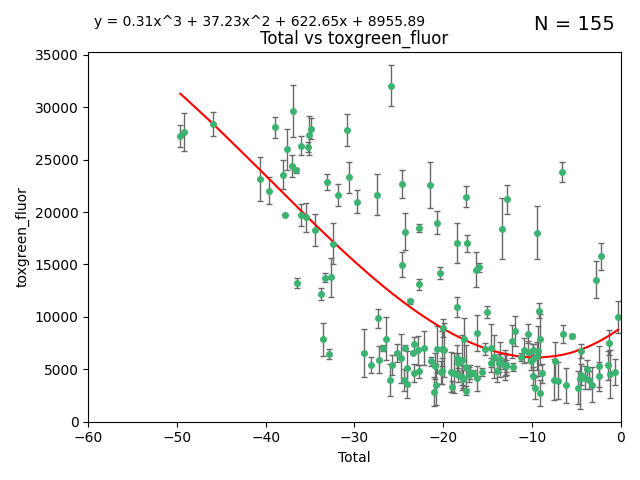 y = 0.31x^3 + 37.23x^2 + 622.65x + 8955.89
N = 155
Total vs toxgreen_fluor
35000
30000
25000
20000
15000
10000
5000
0
toxgreen_fluor
−60 −50 −40 −30 −20 −10 0
Total